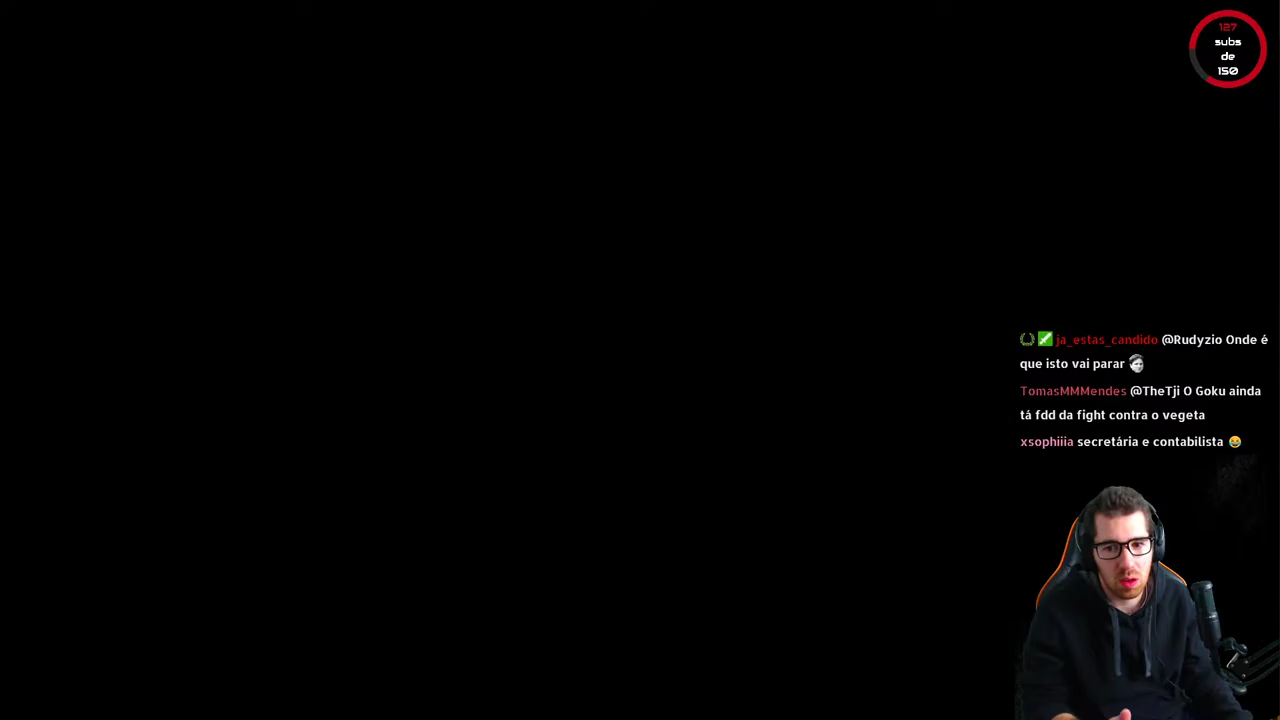 127
subs
de
150
ja_estas_candido @Rudyzio Onde é
que isto vai parar
TomasMMMendes @TheTji O Goku ainda
tá fdd da fight contra o vegeta
xsophiiia secretária e contabilista